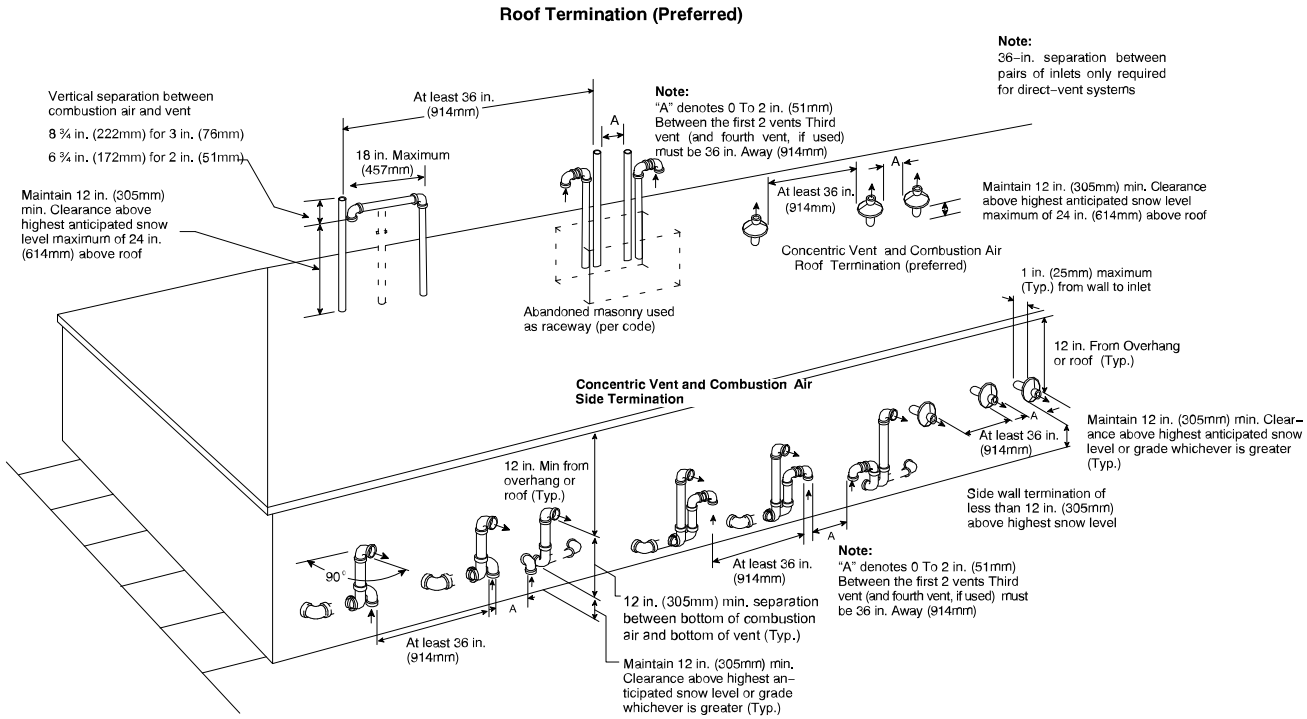 Roof Termination (Preferred)
Note:
36–in. separation between
pairs of inlets only required
for direct–vent systems
Vertical separation between
combustion air and vent
8 ¾ in. (222mm) for 3 in. (76mm)
6 ¾ in. (172mm) for 2 in. (51mm)
At least 36 in.
(914mm)
A
Note:
“A” denotes 0 To 2 in. (51mm)
Between the first 2 vents Third
vent (and fourth vent, if used)
must be 36 in. Away (914mm)
18 in. Maximum
(457mm)
Maintain 12 in. (305mm)
min. Clearance above
highest anticipated snow
level maximum of 24 in.
(614mm) above roof
A
At least 36 in.
(914mm)
Maintain 12 in. (305mm) min. Clearance
above highest anticipated snow level
maximum of 24 in. (614mm) above roof
Concentric Vent and Combustion Air
Roof Termination (preferred)
1 in. (25mm) maximum
(Typ.) from wall to inlet
Abandoned masonry used
as raceway (per code)
12 in. From Overhang
or roof (Typ.)
Concentric Vent and Combustion Air
Side Termination
A
At least 36 in.
(914mm)
Maintain 12 in. (305mm) min. Clear–
ance above highest anticipated snow
level or grade whichever is greater
(Typ.)
12 in. Min from
overhang or
roof (Typ.)
Side wall termination of
less than 12 in. (305mm)
above highest snow level
A
At least 36 in.
(914mm)
Note:
“A” denotes 0 To 2 in. (51mm)
Between the first 2 vents Third
vent (and fourth vent, if used) must
be 36 in. Away (914mm)
90°
A
12 in. (305mm) min. separation
between bottom of combustion
air and bottom of vent (Typ.)
At least 36 in.
(914mm)
Maintain 12 in. (305mm) min.
Clearance above highest an–
ticipated snow level or grade
whichever is greater (Typ.)